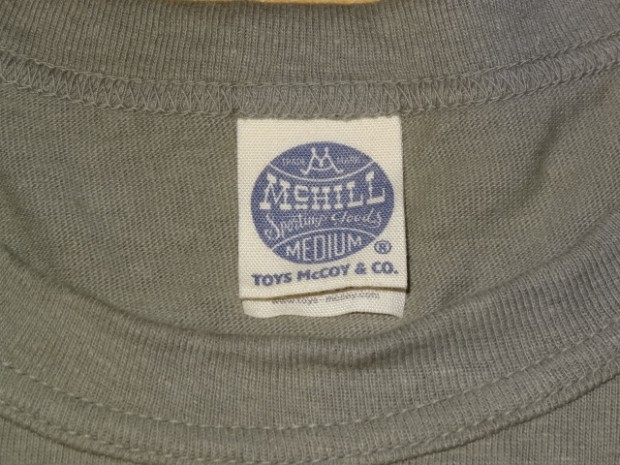 TRADE M MARK
McHILL
Sporting Goods
MEDIUM ®
TOYS McCOY & CO.
www.toys-mccoy.com